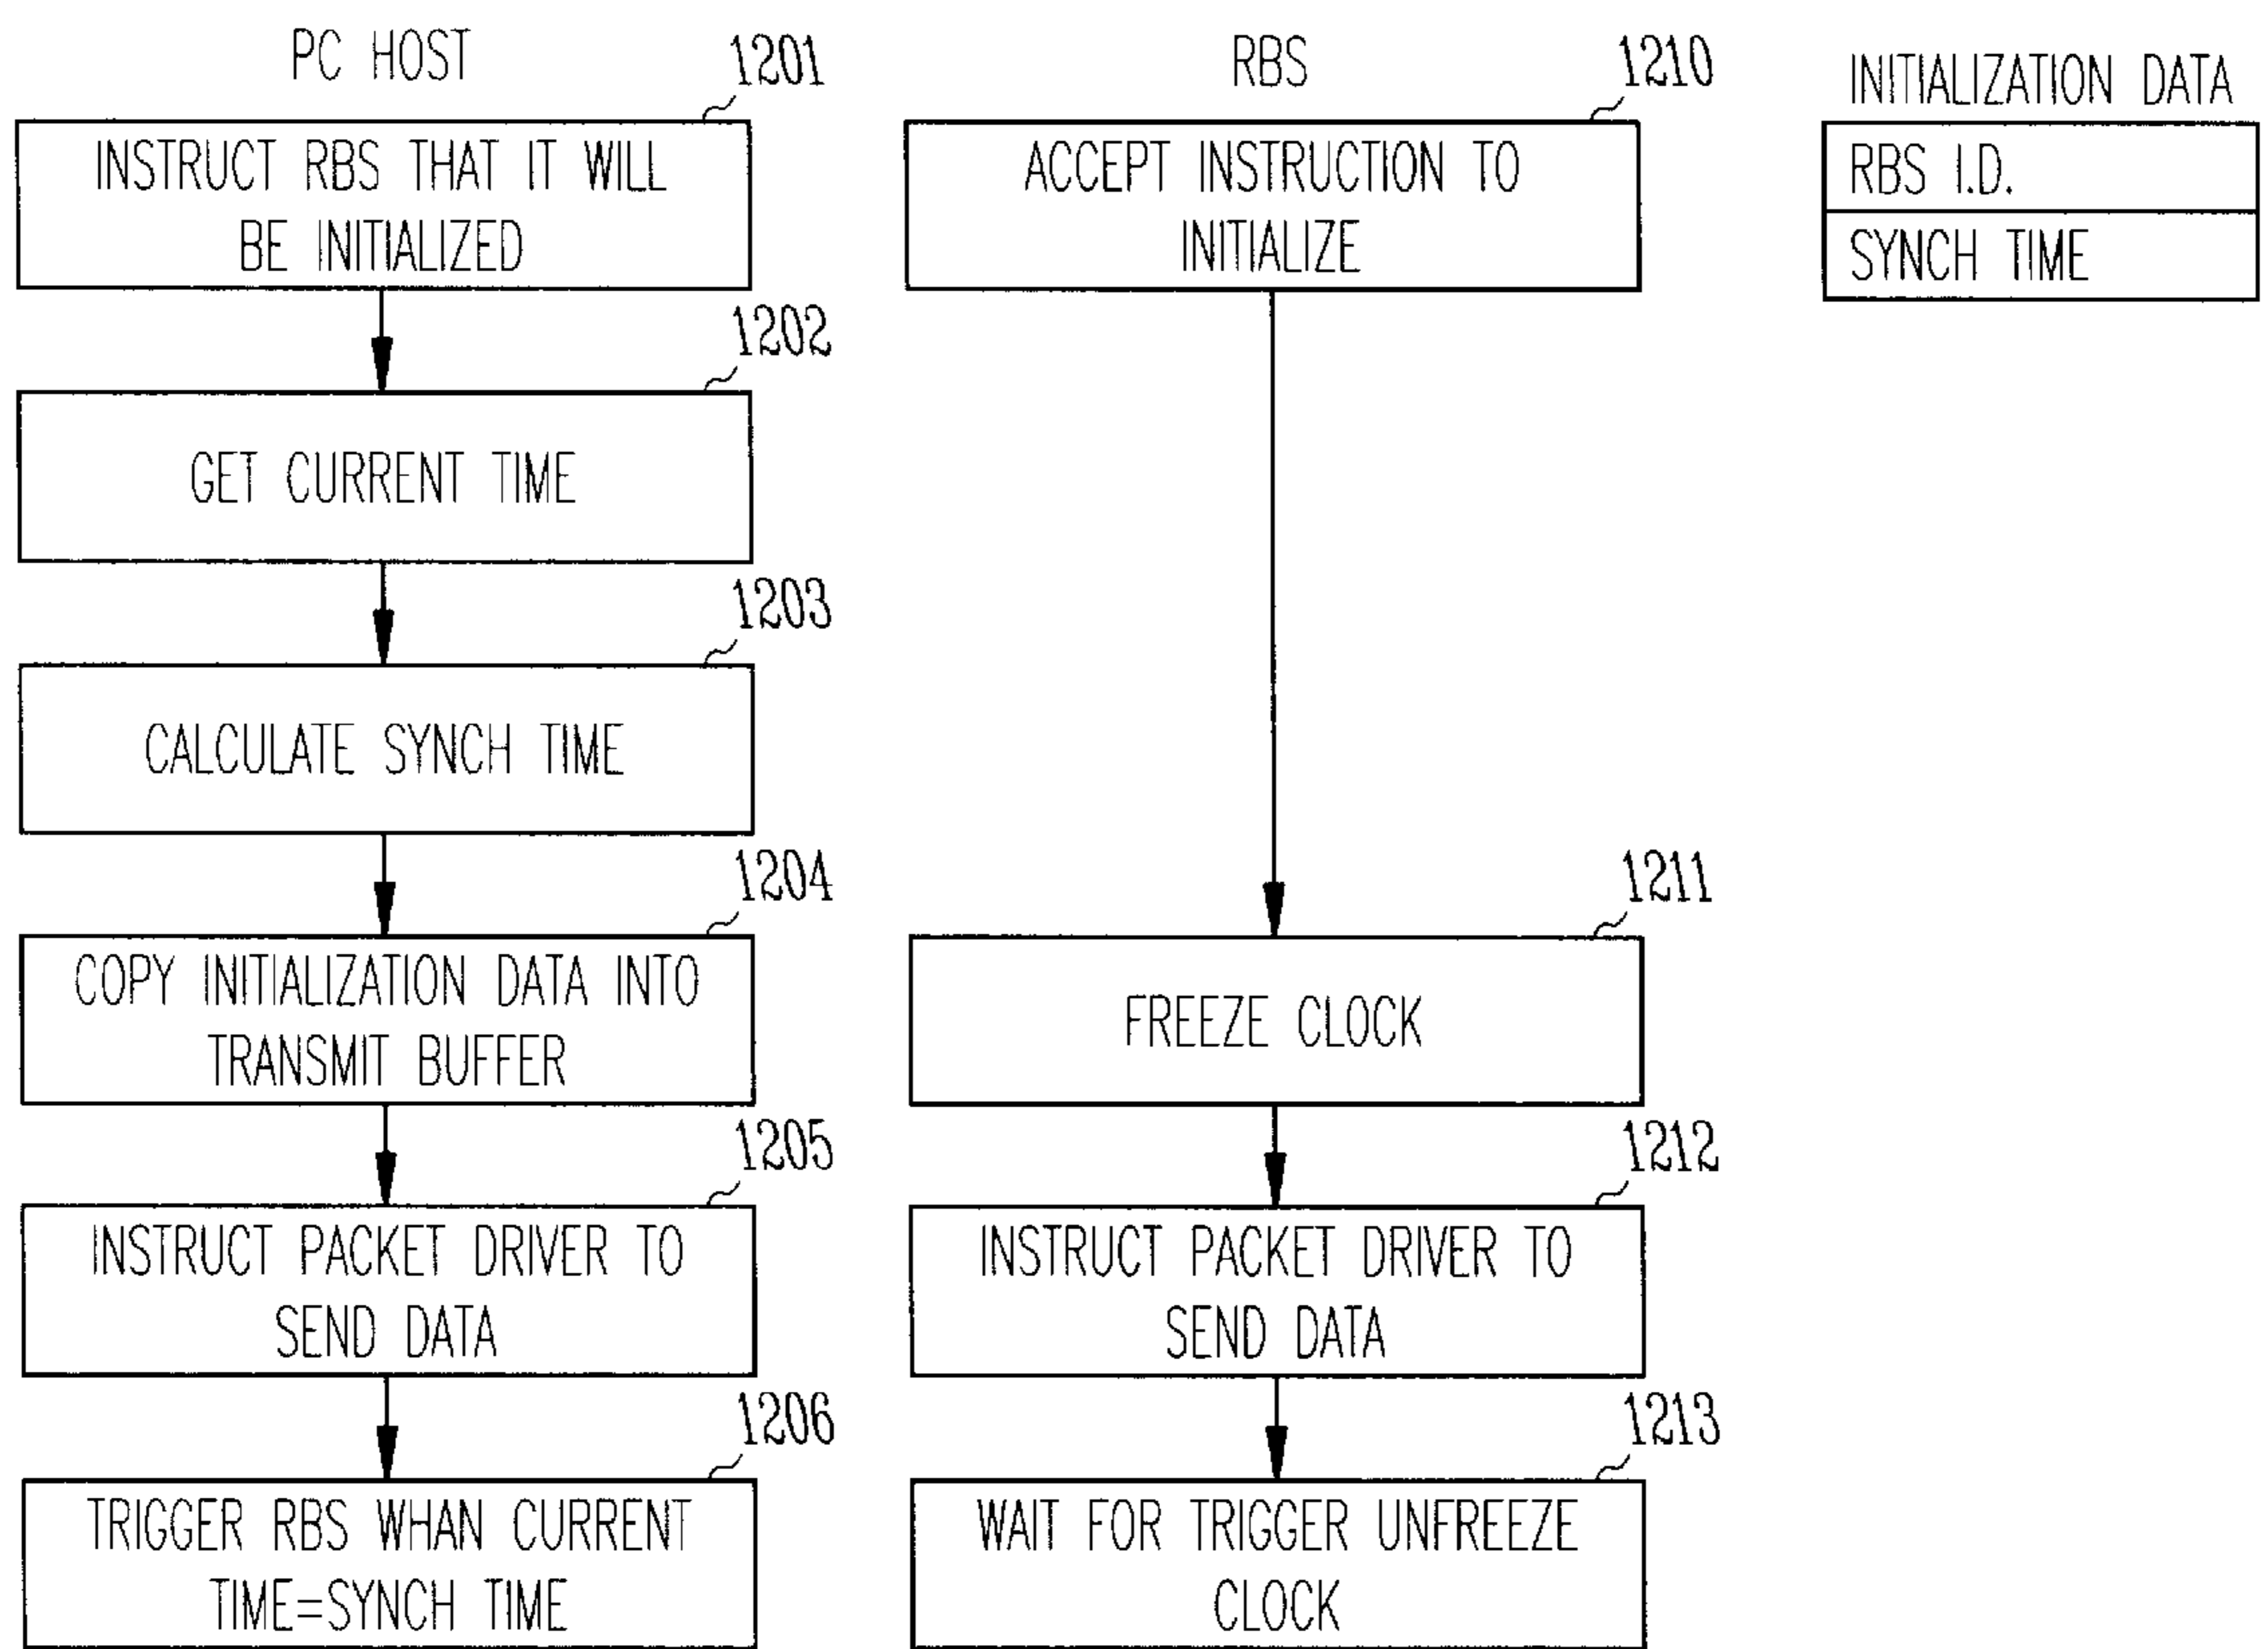 PC HOST
1201
INSTRUCT RBS THAT IT WILL
BE INITIALIZED
1202
GET CURRENT TIME
1203
CALCULATE SYNCH TIME
1204
COPY INITIALIZATION DATA INTO
TRANSMIT BUFFER
1205
INSTRUCT PACKET DRIVER TO
SEND DATA
1206
TRIGGER RBS WHAN CURRENT
TIME=SYNCH TIME
RBS
1210
ACCEPT INSTRUCTION TO
INITIALIZE
1211
FREEZE CLOCK
1212
INSTRUCT PACKET DRIVER TO
SEND DATA
1213
WAIT FOR TRIGGER UNFREEZE
CLOCK
INITIALIZATION DATA
RBS I.D.
SYNCH TIME